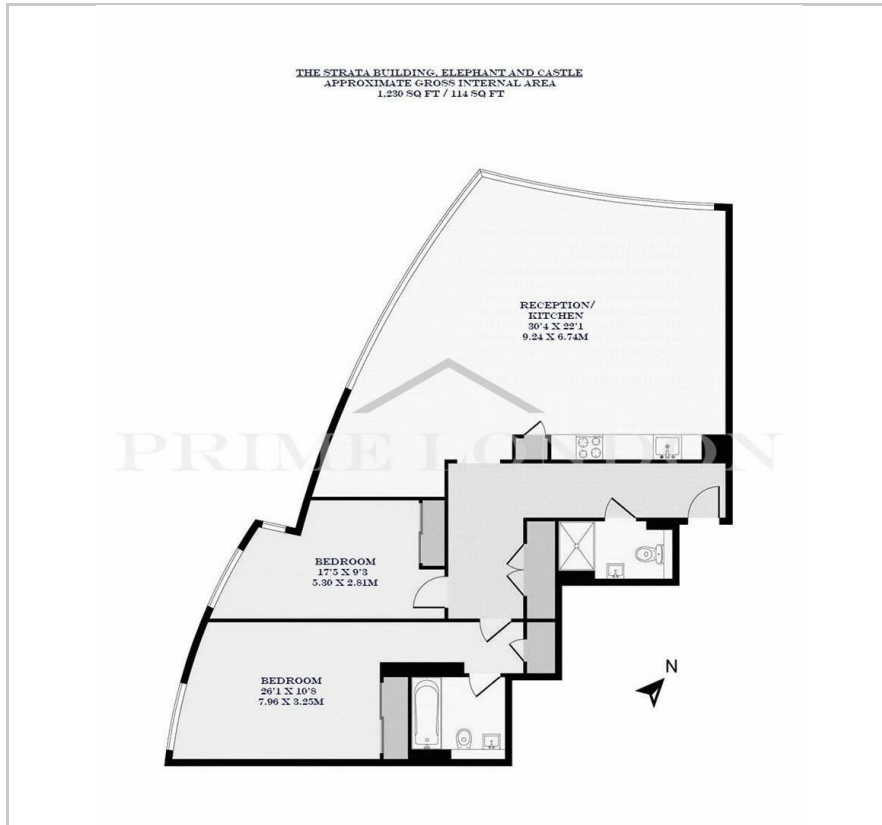 THE STRATA BUILDING, ELEPHANT AND CASTLE
APPROXIMATE GROSS INTERNAL AREA
1,230 SQ FT / 114 SQ FT
RECEPTION/
KITCHEN
30'4 X 22'1
9.24 X 6.74M
PRIME LONDON
BEDROOM
17'5 X 9'3
5.30 X 2.81M
BEDROOM
26'1 X 10'8
7.96 X 3.25M
N